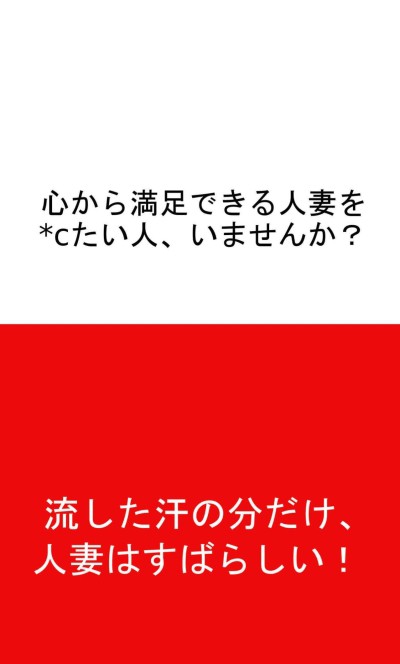 心から満足できる人妻を
*cたい人、いませんか？
流した汗の分だけ、
人妻はすばらしい！